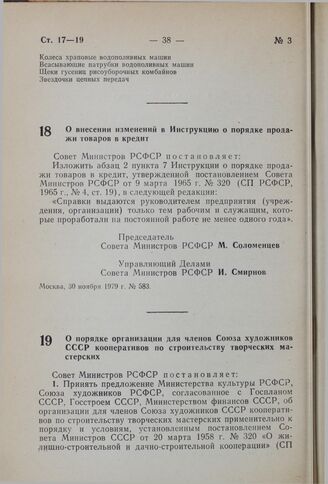 Ст. 17—19 — 38 — № 3
Колеса храповые водополивных машин
Всасывающие патрубки водополивных машин
Щеки гусениц рисоуборочных комбайнов
Звездочки цепных передач
18 О внесении изменений в Инструкцию о порядке прода-
жи товаров в кредит
Совет Министров РСФСР постановляет:
Изложить абзац 2 пункта 7 Инструкции о порядке прода-
жи товаров в кредит, утвержденной постановлением Совета
Министров РСФСР от 9 марта 1965 г. № 320 (СП РСФСР,
1965 г., № 4, ст. 19), в следующей редакции:
«Справки выдаются руководителем предприятия (учреж-
дения, организации) только тем рабочим и служащим, кото-
рые проработали на постоянной работе не менее одного года».
Председатель
Совета Министров РСФСР М. Соломенцев
Управляющий Делами
Совета Министров РСФСР И. Смирнов
Москва, 30 ноября 1979 г. № 583.
19 О порядке организации для членов Союза художников
СССР кооперативов по строительству творческих ма-
стерских
Совет Министров РСФСР постановляет:
1. Принять предложение Министерства культуры РСФСР,
Союза художников РСФСР, согласованное с Госпланом
СССР, Госстроем СССР, Министерством финансов СССР, об
организации для членов Союза художников СССР кооперати-
вов по строительству творческих мастерских применительно к
порядку и условиям, установленным постановлением Со-
вета Министров СССР от 20 марта 1958 г. № 320 «О жи-
лищно-строительной и дачно-строительной кооперации» (СП